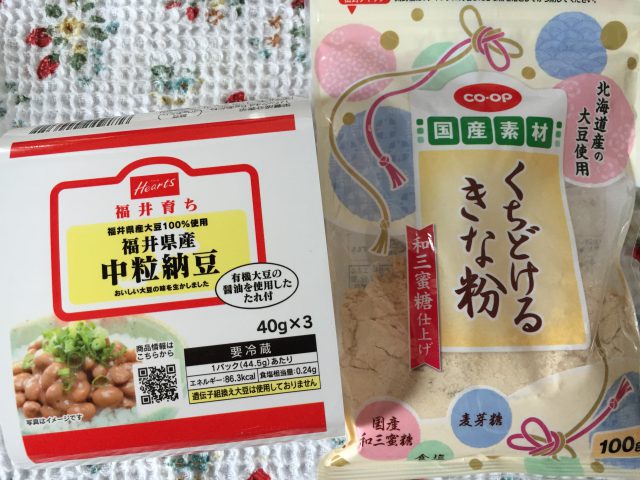 Hearts
福井育ち
福井県産大豆100%使用
福井県産
中粒納豆
おいしい大豆の味を生かしました
有機大豆の
醤油を使用した
たれ付
40g×3
商品情報は
こちらから
要冷蔵
1パック(44.5g)あたり
エネルギー:86.3kcal 食塩相当量:0.24g
遺伝子組換え大豆は使用しておりません
写真はイメージです。
CO・OP
国産素材
北海道産の
大豆使用
くちどける
きな粉
和三蜜糖仕上げ
国産
和三蜜糖
麦芽糖
食塩
100g